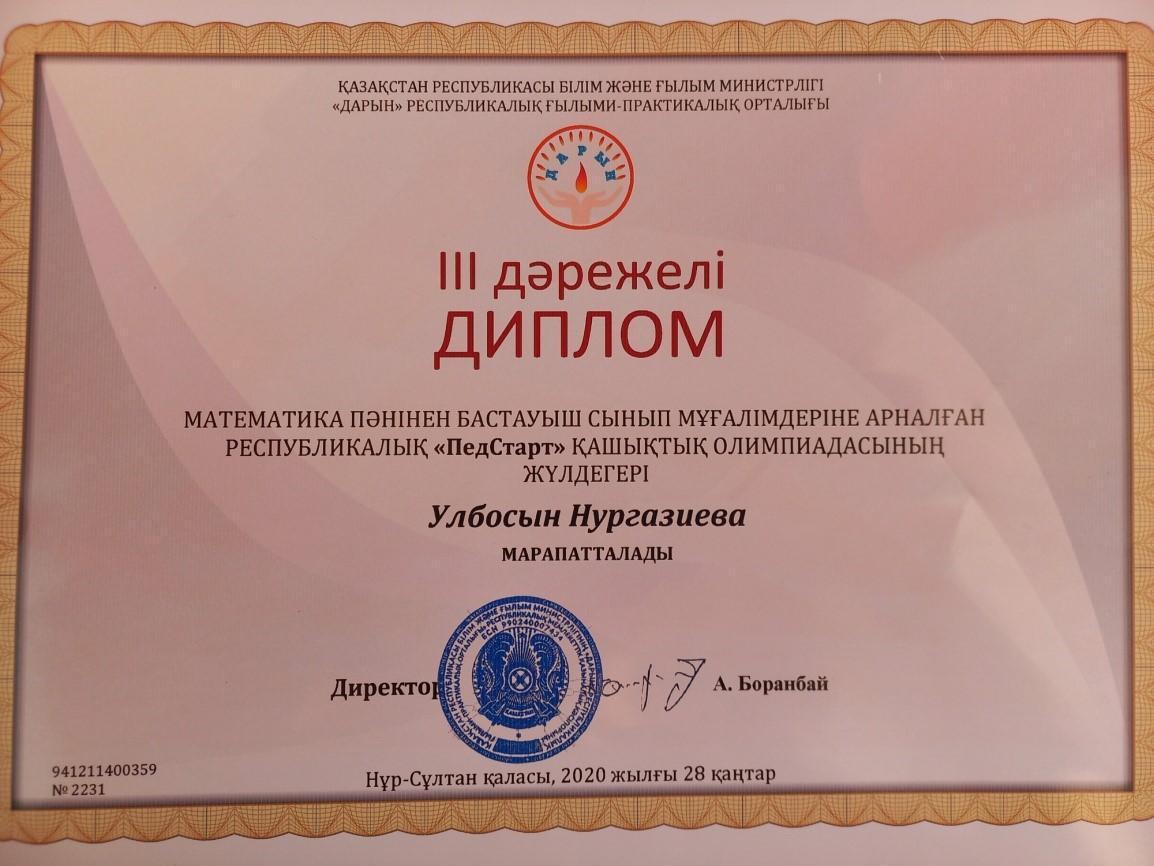 ҚАЗАҚСТАН РЕСПУБЛИКАСЫ БІЛІМ ЖӘНЕ ҒЫЛЫМ МИНИСТРЛІГІ
«ДАРЫН» РЕСПУБЛИКАЛЫҚ ҒЫЛЫМИ-ПРАКТИКАЛЫҚ ОРТАЛЫҒЫ
ДАРЫН
III дәрежелі
ДИПЛОМ
МАТЕМАТИКА ПӘНІНЕН БАСТАУЫШ СЫНЫП МҰҒАЛІМДЕРІНЕ АРНАЛҒАН
РЕСПУБЛИКАЛЫҚ «ПедСтарт» ҚАШЫҚТЫҚ ОЛИМПИАДАСЫНЫҢ
ЖҮЛДЕГЕРІ
Улбосын Нургазиева
МАРАПАТТАЛАДЫ
БСН 990240007434
Директор А. Боранбай
941211400359
№ 2231
Нұр-Сұлтан қаласы, 2020 жылғы 28 қаңтар